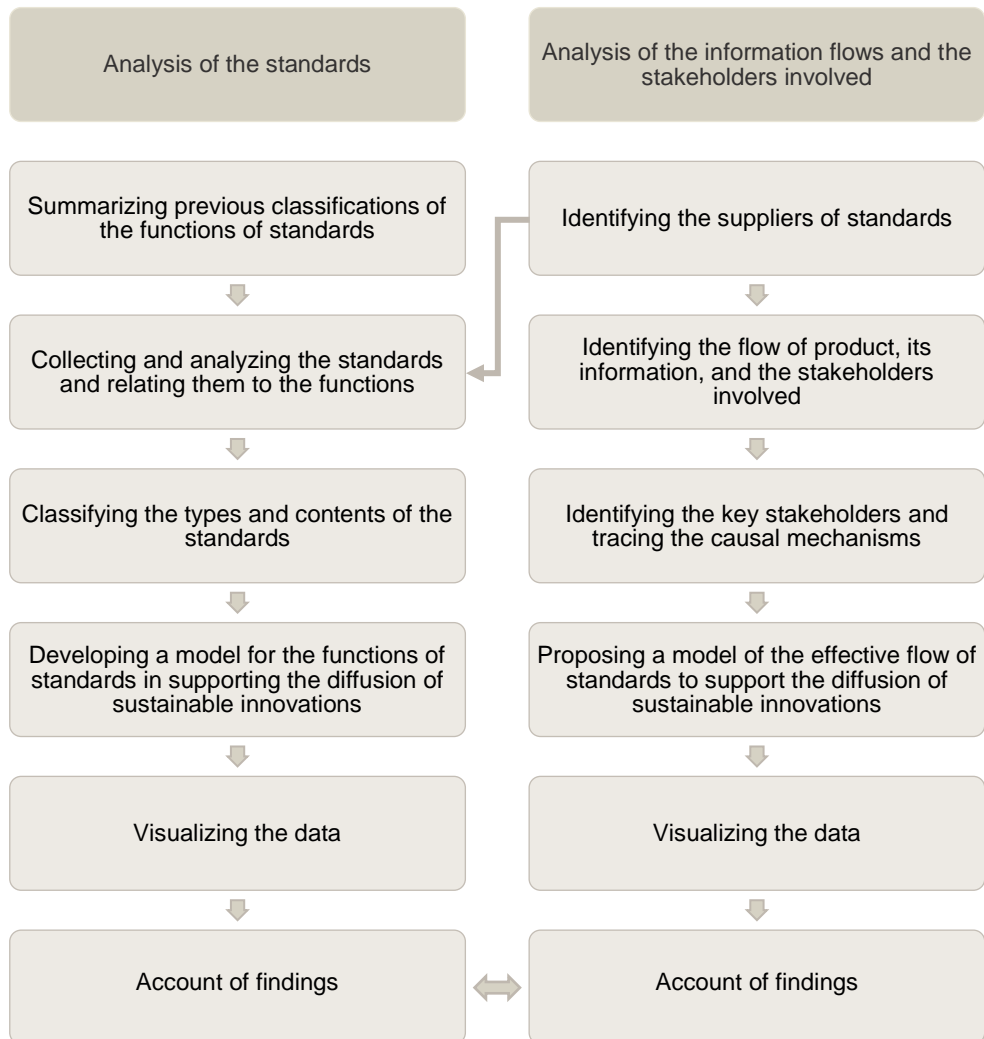 Analysis of the standards
Analysis of the information flows and the
stakeholders involved
Summarizing previous classifications of
the functions of standards
Identifying the suppliers of standards
Collecting and analyzing the standards
and relating them to the functions
Identifying the flow of product, its
information, and the stakeholders
involved
Classifying the types and contents of the
standards
Identifying the key stakeholders and
tracing the causal mechanisms
Developing a model for the functions of
standards in supporting the diffusion of
sustainable innovations
Proposing a model of the effective flow of
standards to support the diffusion of
sustainable innovations
Visualizing the data
Visualizing the data
Account of findings
Account of findings